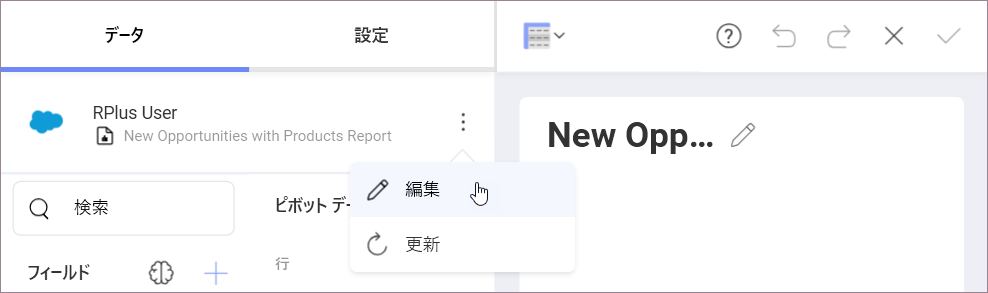 データ
設定
RPlus User
New Opportunities with Products Report
New Opp...
編集
検索
ピボット デー
更新
フィールド
行